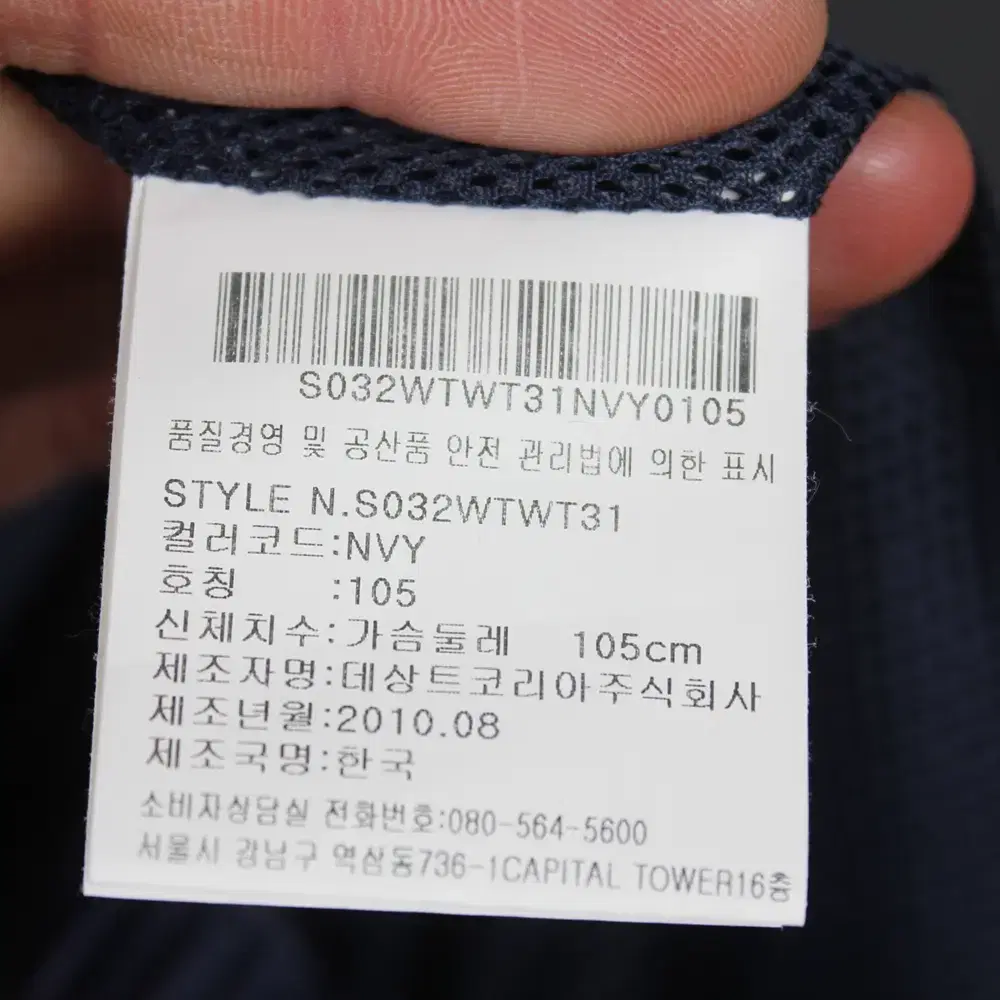 S032WTWT31NVY0105
품질경영 및 공산품 안전 관리법에 의한 표시
STYLE N.S032WTWT31
컬러코드:NVY
호칭 :105
신체치수:가슴둘레 105cm
제조자명:데상트코리아주식회사
제조년월:2010.08
제조국명:한국
소비자상담실 전화번호:080-564-5600
서울시 강남구 역삼동736-1CAPITAL TOWER16층